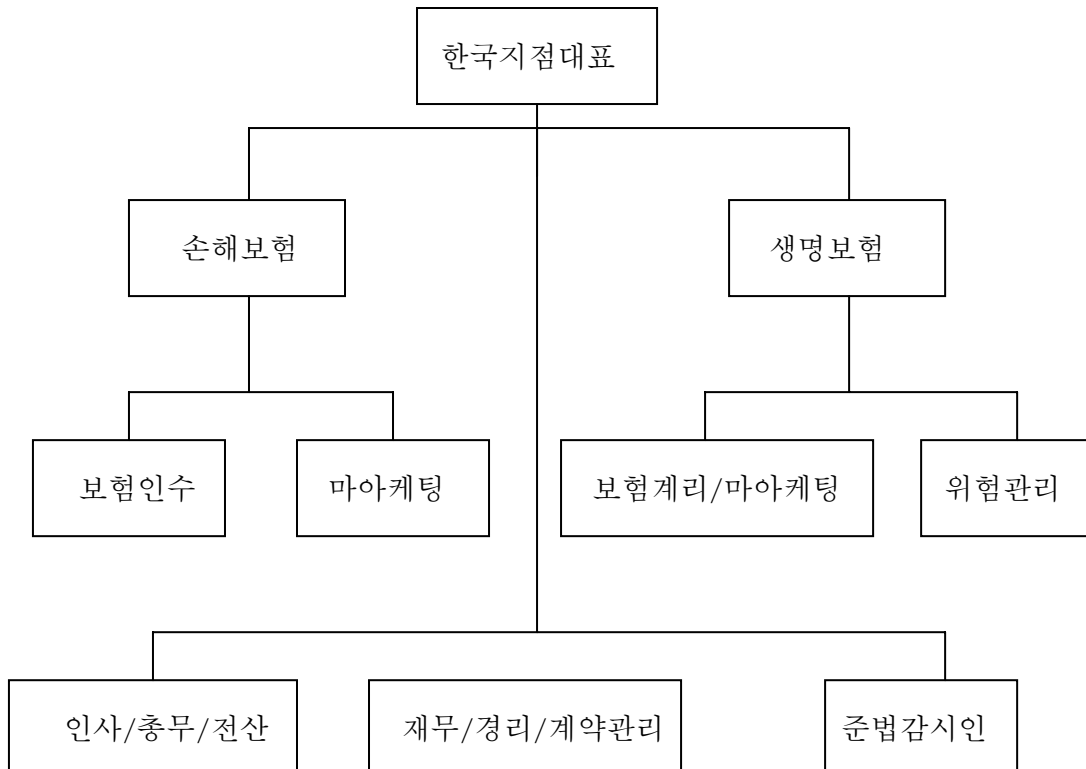 한국지점대표
손해보험
생명보험
보험인수
마아케팅
보험계리/마아케팅
위험관리
인사/총무/전산
재무/경리/계약관리
준법감시인